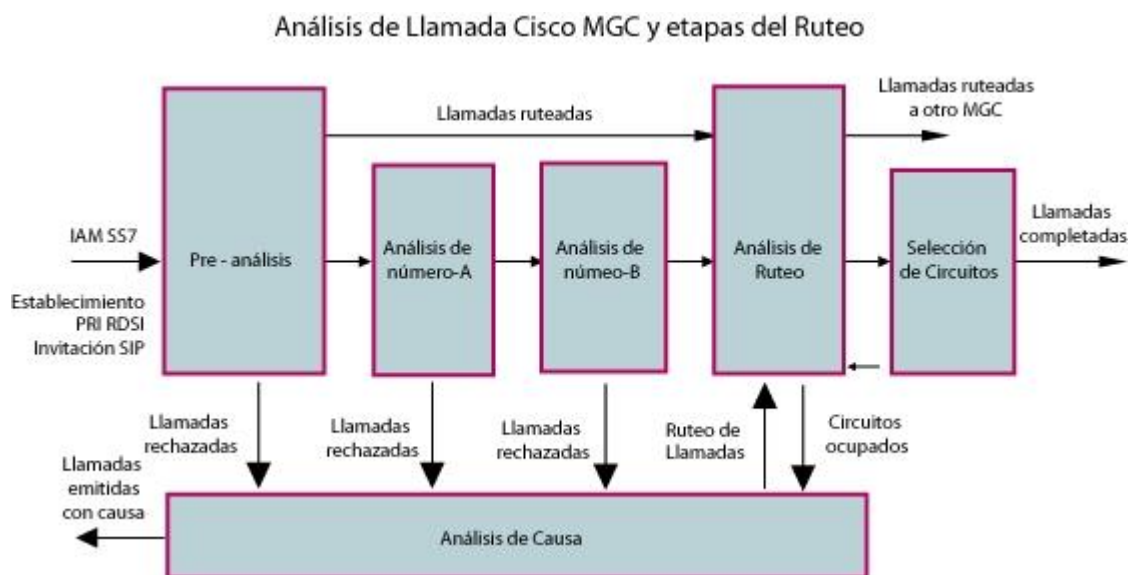 Análisis de Llamada Cisco MGC y etapas del Ruteo
Llamadas ruteadas
Llamadas ruteadas
a otro MGC
IAM SS7
Establecimiento
PRI RDSI
Invitación SIP
Pre - análisis
Análisis de
número-A
Análisis de
númeo-B
Análisis de
Ruteo
Selección
de Circuitos
Llamadas
completadas
Llamadas
rechazadas
Llamadas
rechazadas
Llamadas
rechazadas
Ruteo de
Llamadas
Circuitos
ocupados
Llamadas
emitidas
con causa
Análisis de Causa